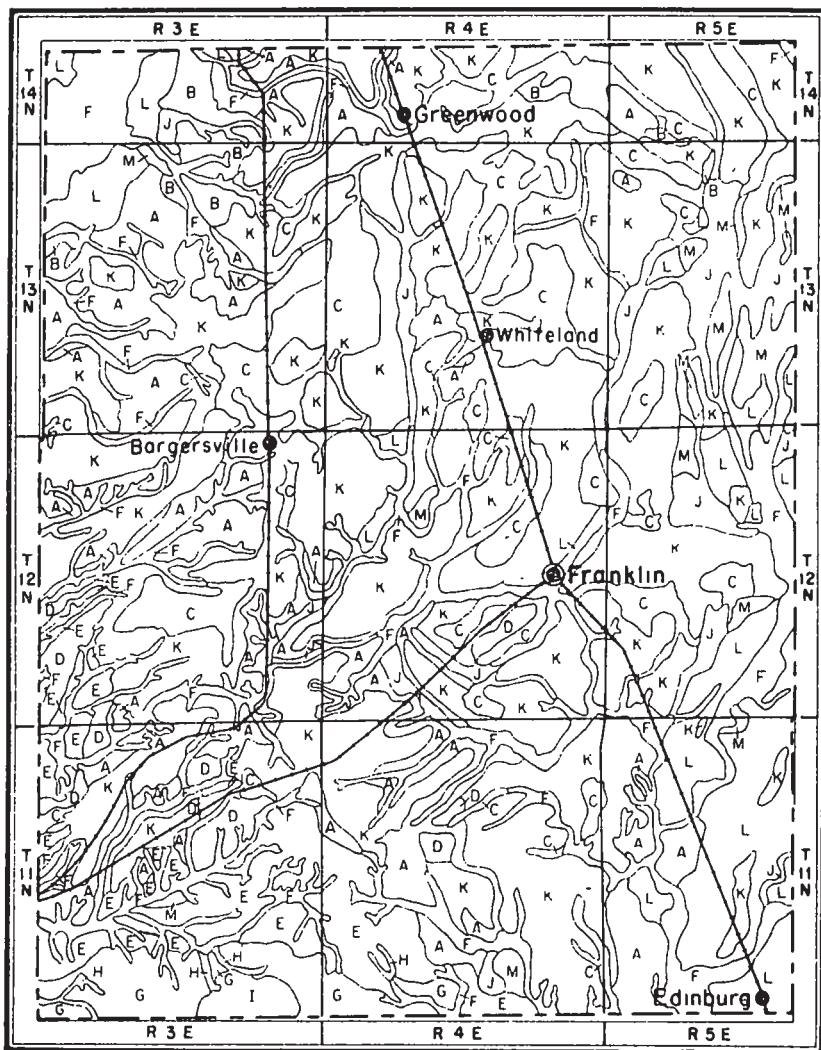 R 3 E R 4 E R 5 E
T 14 N
T 14 N
L A A K A K K K F
F L B F A F C C
J K A Greenwood B A K L
B K K K B C
M B K C K
L B B K K C A B
A F C K F K C M K M
B F A K L M J
K A J C
T 13 N
T 13 N
F A A K C K K M
A K K A Whiteland
F C K C A M L
K A C K K C K C
C F K L K L
Bargersville
K C K M
A C K F K J K
A F K A L M C C L F
A F L F C K
T 12 N
T 12 N
A K Franklin
E C K C
D E C A J K D C M
K F A C K J L
D E A K K F
F E A F A J C K
E D A K A F K M
K D E C A K A L K
D F A D C F C
K A K D A K L
T 11 N
T 11 N
A E A K K J
M E E K L L
E E A F
H H G H J M C A F L
G G I G G F E Edinburg
R 3 E R 4 E R 5 E